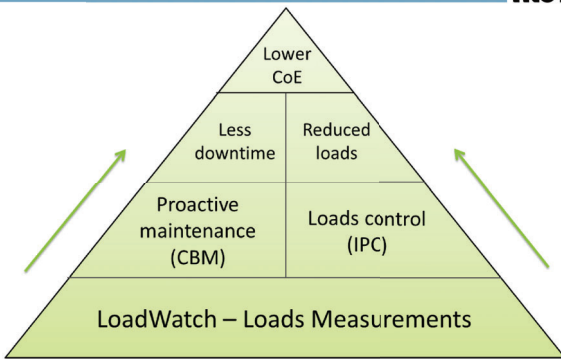 Lower
CoE
Less
downtime
Reduced
loads
Proactive
maintenance
(CBM)
Loads control
(IPC)
LoadWatch – Loads Measurements